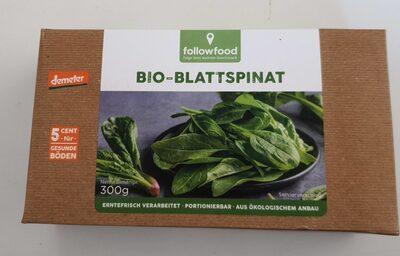 followfood
Folge dem wahren Geschmack
demeter
BIO-BLATTSPINAT
5 CENT
-für-
GESUNDE
BÖDEN
300g
ERNTEFRISCH VERARBEITET · PORTIONIERBAR · AUS ÖKOLOGISCHEM ANBAU